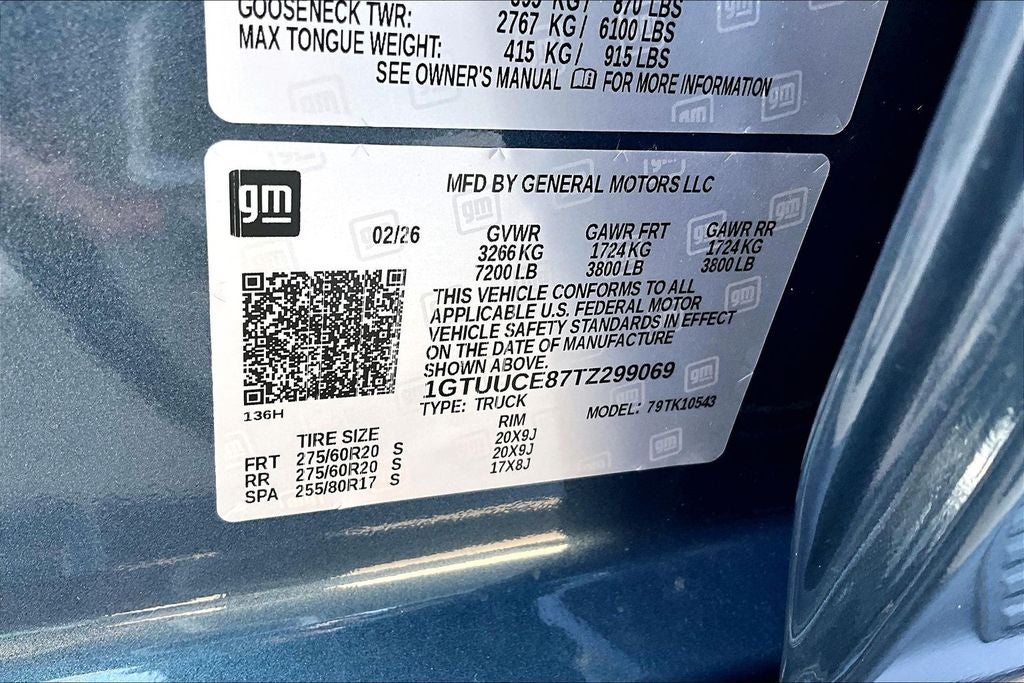 KG/ 870 LBS
GOOSENECK TWR: 2767 KG/ 6100 LBS
MAX TONGUE WEIGHT: 415 KG/ 915 LBS
SEE OWNER'S MANUAL FOR MORE INFORMATION
gm
MFD BY GENERAL MOTORS LLC
02/26
GVWR GAWR FRT GAWR RR
3266 KG 1724 KG 1724 KG
7200 LB 3800 LB 3800 LB
THIS VEHICLE CONFORMS TO ALL
APPLICABLE U.S. FEDERAL MOTOR
VEHICLE SAFETY STANDARDS IN EFFECT
ON THE DATE OF MANUFACTURE
SHOWN ABOVE.
1GTUUCE87TZ299069
TYPE: TRUCK MODEL: 79TK10543
136H
TIRE SIZE RIM
FRT 275/60R20 S 20X9J
RR 275/60R20 S 20X9J
SPA 255/80R17 S 17X8J